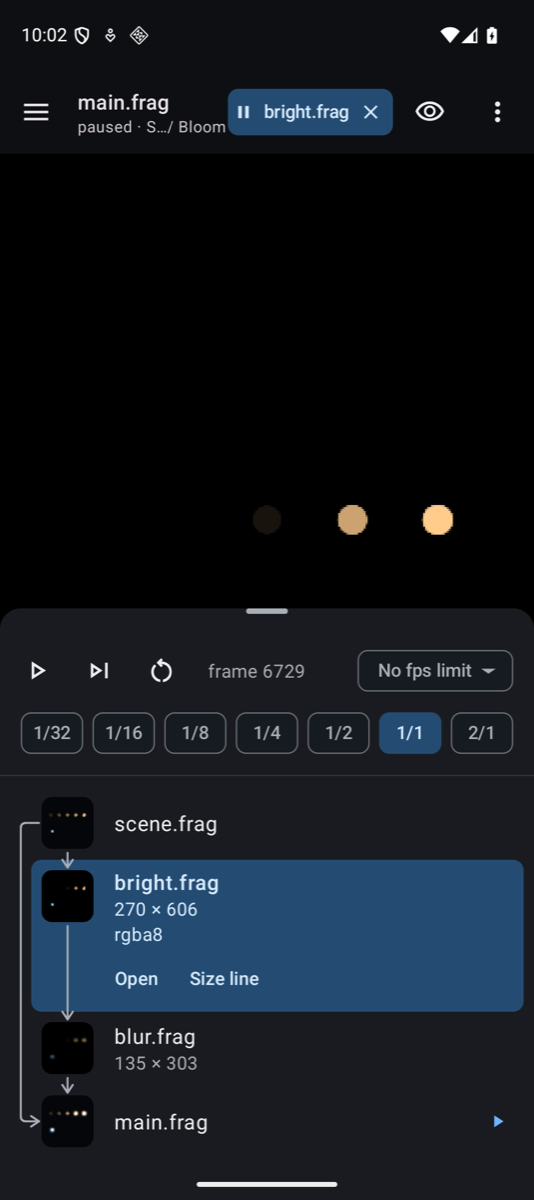 10:02
main.frag
paused · S…/ Bloom
bright.frag
frame 6729
No fps limit
1/32
1/16
1/8
1/4
1/2
1/1
2/1
scene.frag
bright.frag
270 × 606
rgba8
Open
Size line
blur.frag
135 × 303
main.frag